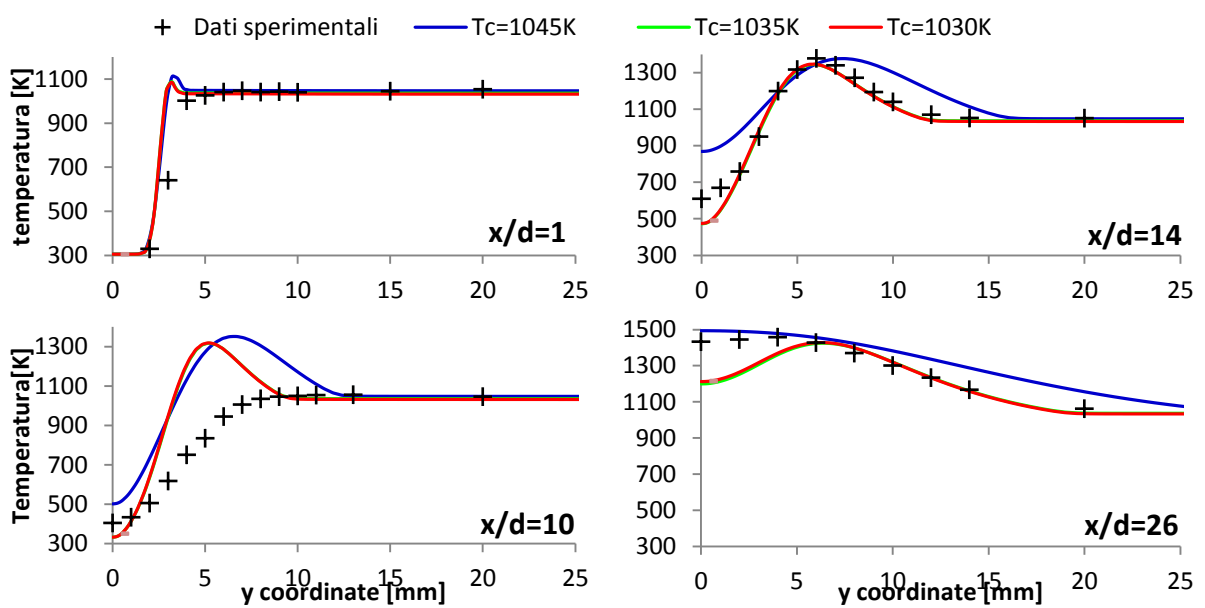 Dati sperimentali Tc=1045K Tc=1035K Tc=1030K
temperatura [K]
1100
900
700
500
300
x/d=1
0 5 10 15 20 25
1300
1100
900
700
500
300
x/d=14
0 5 10 15 20 25
Temperatura[K]
1300
1100
900
700
500
300
x/d=10
0 5 10 15 20 25
y coordinate [mm]
1500
1300
1100
900
700
500
300
x/d=26
0 5 10 15 20 25
y coordinate [mm]